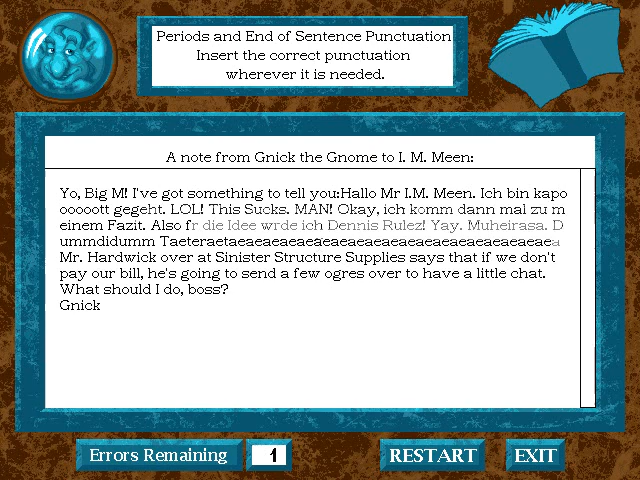 Periods and End of Sentence Punctuation
Insert the correct punctuation
wherever it is needed.
A note from Gnick the Gnome to I. M. Meen:
Yo, Big M! I've got something to tell you:Hallo Mr I.M. Meen. Ich bin kapo
ooooott gegeht. LOL! This Sucks. MAN! Okay, ich komm dann mal zu m
einem Fazit. Also fr die Idee wrde ich Dennis Rulez! Yay. Muheirasa. D
ummdidumm Taeteraetaeaeaeaeaeaeaeaeaeaeaeaeaeaeaeaeaeaeaeaea
Mr. Hardwick over at Sinister Structure Supplies says that if we don't
pay our bill, he's going to send a few ogres over to have a little chat.
What should I do, boss?
Gnick
Errors Remaining 1 RESTART EXIT